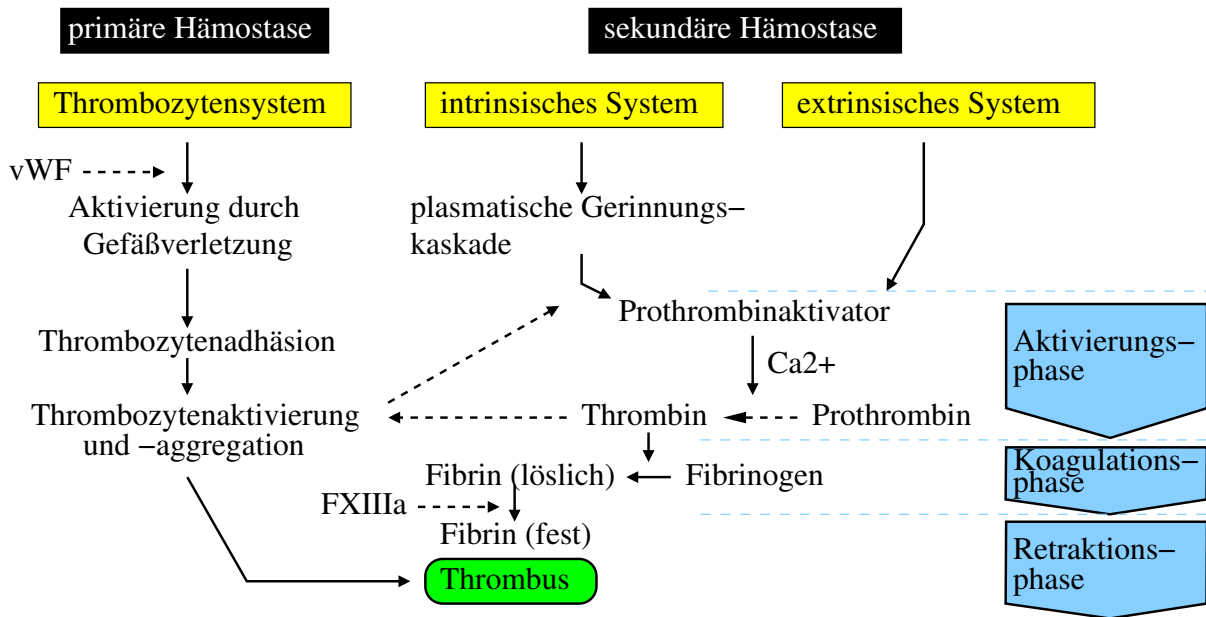 primäre Hämostase
sekundäre Hämostase
Thrombozytensystem
intrinsisches System
extrinsisches System
vWF
Aktivierung durch
Gefäßverletzung
plasmatische Gerinnungs−
kaskade
Thrombozytenadhäsion
Prothrombinaktivator
Ca2+
Thrombozytenaktivierung
und −aggregation
Thrombin
Prothrombin
Fibrin (löslich)
Fibrinogen
FXIIIa
Fibrin (fest)
Thrombus
Aktivierungs−
phase
Koagulations−
phase
Retraktions−
phase